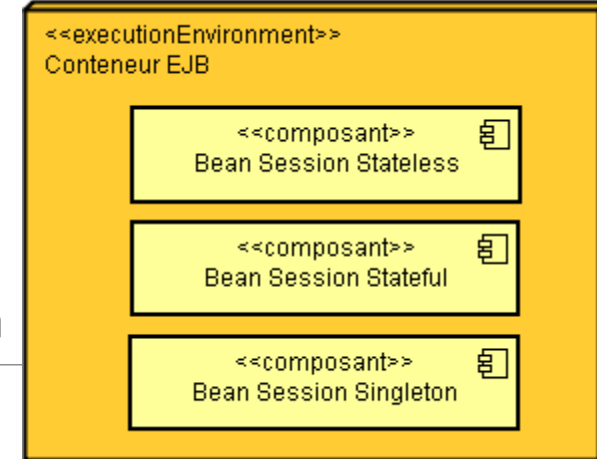 <<executionEnvironment>>
Conteneur EJB
<<composant>>
Bean Session Stateless
<<composant>>
Bean Session Stateful
<<composant>>
Bean Session Singleton